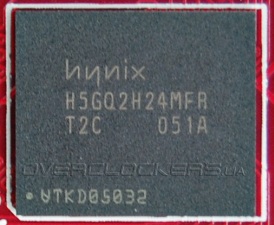 hynix
H5GQ2H24MFR
T2C 051A
OVERCLOCKERS.UA
VTKD05032